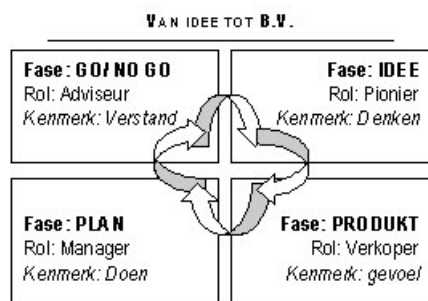 VAN IDEE TOT B.V.
Fase: GO/NO GO
Rol: Adviseur
Kenmerk: Verstand
Fase: IDEE
Rol: Pionier
Kenmerk: Denken
Fase: PLAN
Rol: Manager
Kenmerk: Doen
Fase: PRODUKT
Rol: Verkoper
Kenmerk: gevoel